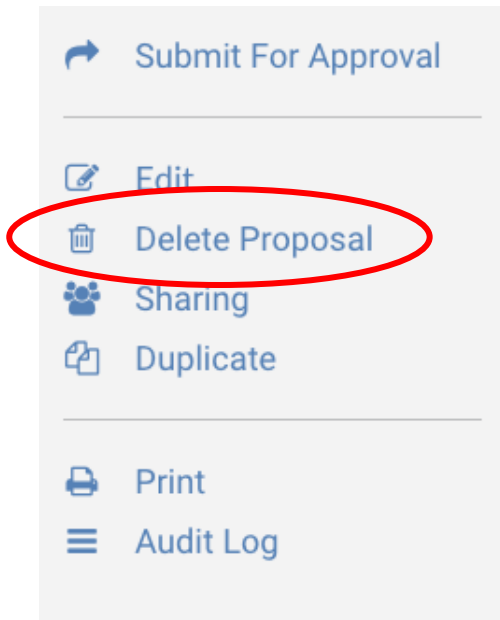 Submit For Approval
Edit
Delete Proposal
Sharing
Duplicate
Print
Audit Log